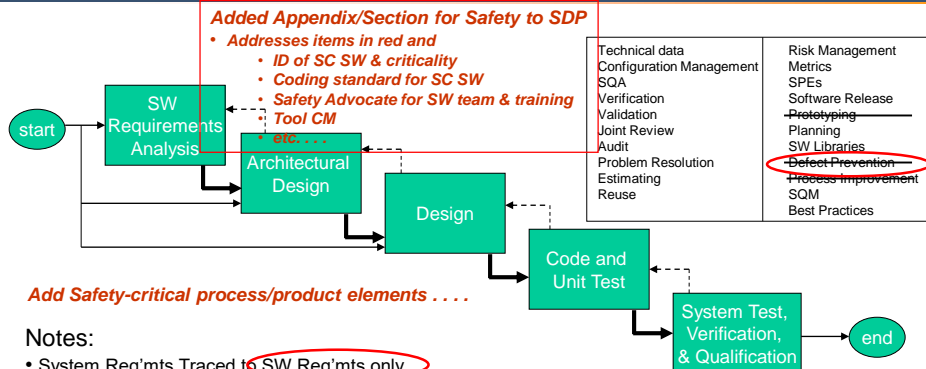 Added Appendix/Section for Safety to SDP
• Addresses items in red and
• ID of SC SW & criticality
• Coding standard for SC SW
• Safety Advocate for SW team & training
• Tool CM
• etc. . . .
Technical data
Configuration Management
SQA
Verification
Validation
Joint Review
Audit
Problem Resolution
Estimating
Reuse
Risk Management
Metrics
SPEs
Software Release
Prototyping
Planning
SW Libraries
Defect Prevention
Process Improvement
SQM
Best Practices
start
SW
Requirements
Analysis
Architectural
Design
Design
Code and
Unit Test
System Test,
Verification,
& Qualification
end
Add Safety-critical process/product elements . . . .
Notes:
• System Req'mts Traced to SW Req'mts only